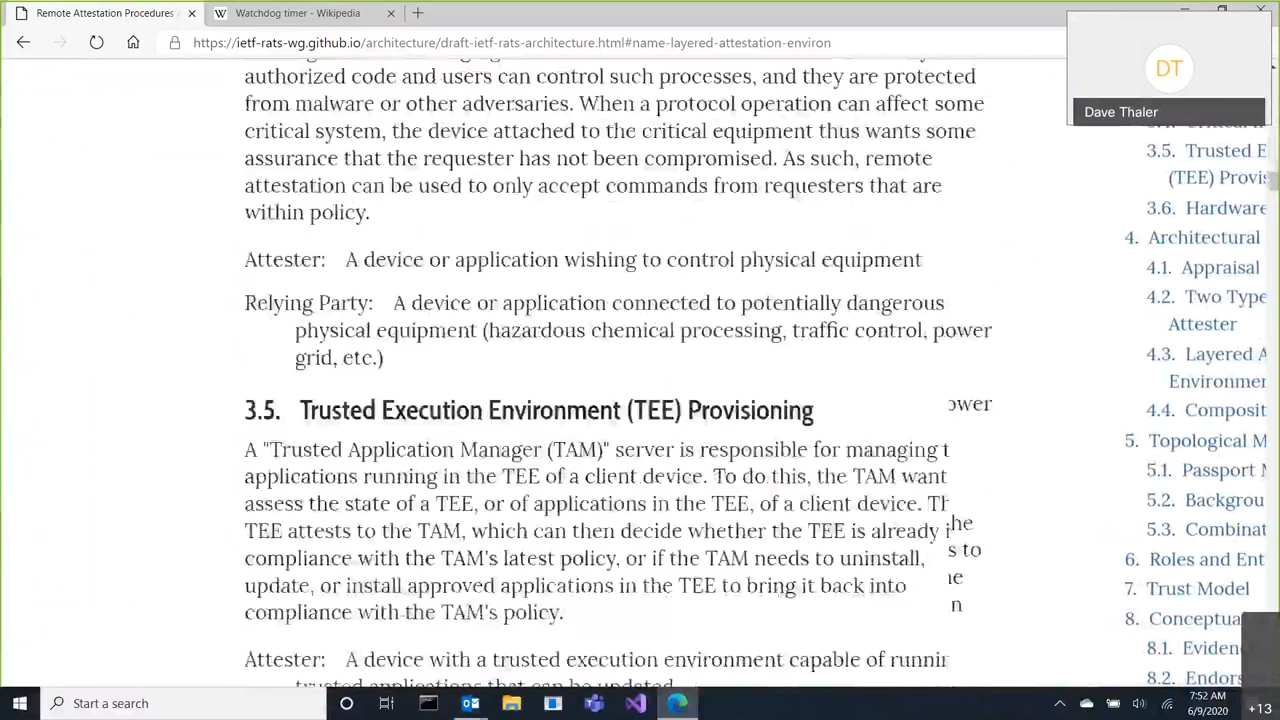 Remote Attestation Procedures
Watchdog timer - Wikipedia
https://ietf-rats-wg.github.io/architecture/draft-ietf-rats-architecture.html#name-layered-attestation-environ
DT
Dave Thaler
authorized code and users can control such processes, and they are protected
from malware or other adversaries. When a protocol operation can affect some
critical system, the device attached to the critical equipment thus wants some
assurance that the requester has not been compromised. As such, remote
attestation can be used to only accept commands from requesters that are
within policy.
Attester: A device or application wishing to control physical equipment
Relying Party: A device or application connected to potentially dangerous
physical equipment (hazardous chemical processing, traffic control, power
grid, etc.)
3.5. Trusted Execution Environment (TEE) Provisioning
ower
A "Trusted Application Manager (TAM)" server is responsible for managing t
applications running in the TEE of a client device. To do this, the TAM want
assess the state of a TEE, or of applications in the TEE, of a client device. Th
he
TEE attests to the TAM, which can then decide whether the TEE is already i
s to
compliance with the TAM's latest policy, or if the TAM needs to uninstall,
ne
update, or install approved applications in the TEE to bring it back into
n
compliance with the TAM's policy.
Attester: A device with a trusted execution environment capable of runnin
trusted applications that can be updated
3.5. Trusted E
(TEE) Provis
3.6. Hardware
4. Architectural
4.1. Appraisal
4.2. Two Type
Attester
4.3. Layered A
Environmer
4.4. Composit
5. Topological M
5.1. Passport M
5.2. Backgrou
5.3. Combinat
6. Roles and Ent
7. Trust Model
8. Conceptua
8.1. Eviden
8.2. Endors
Start a search
7:52 AM
6/9/2020
+13